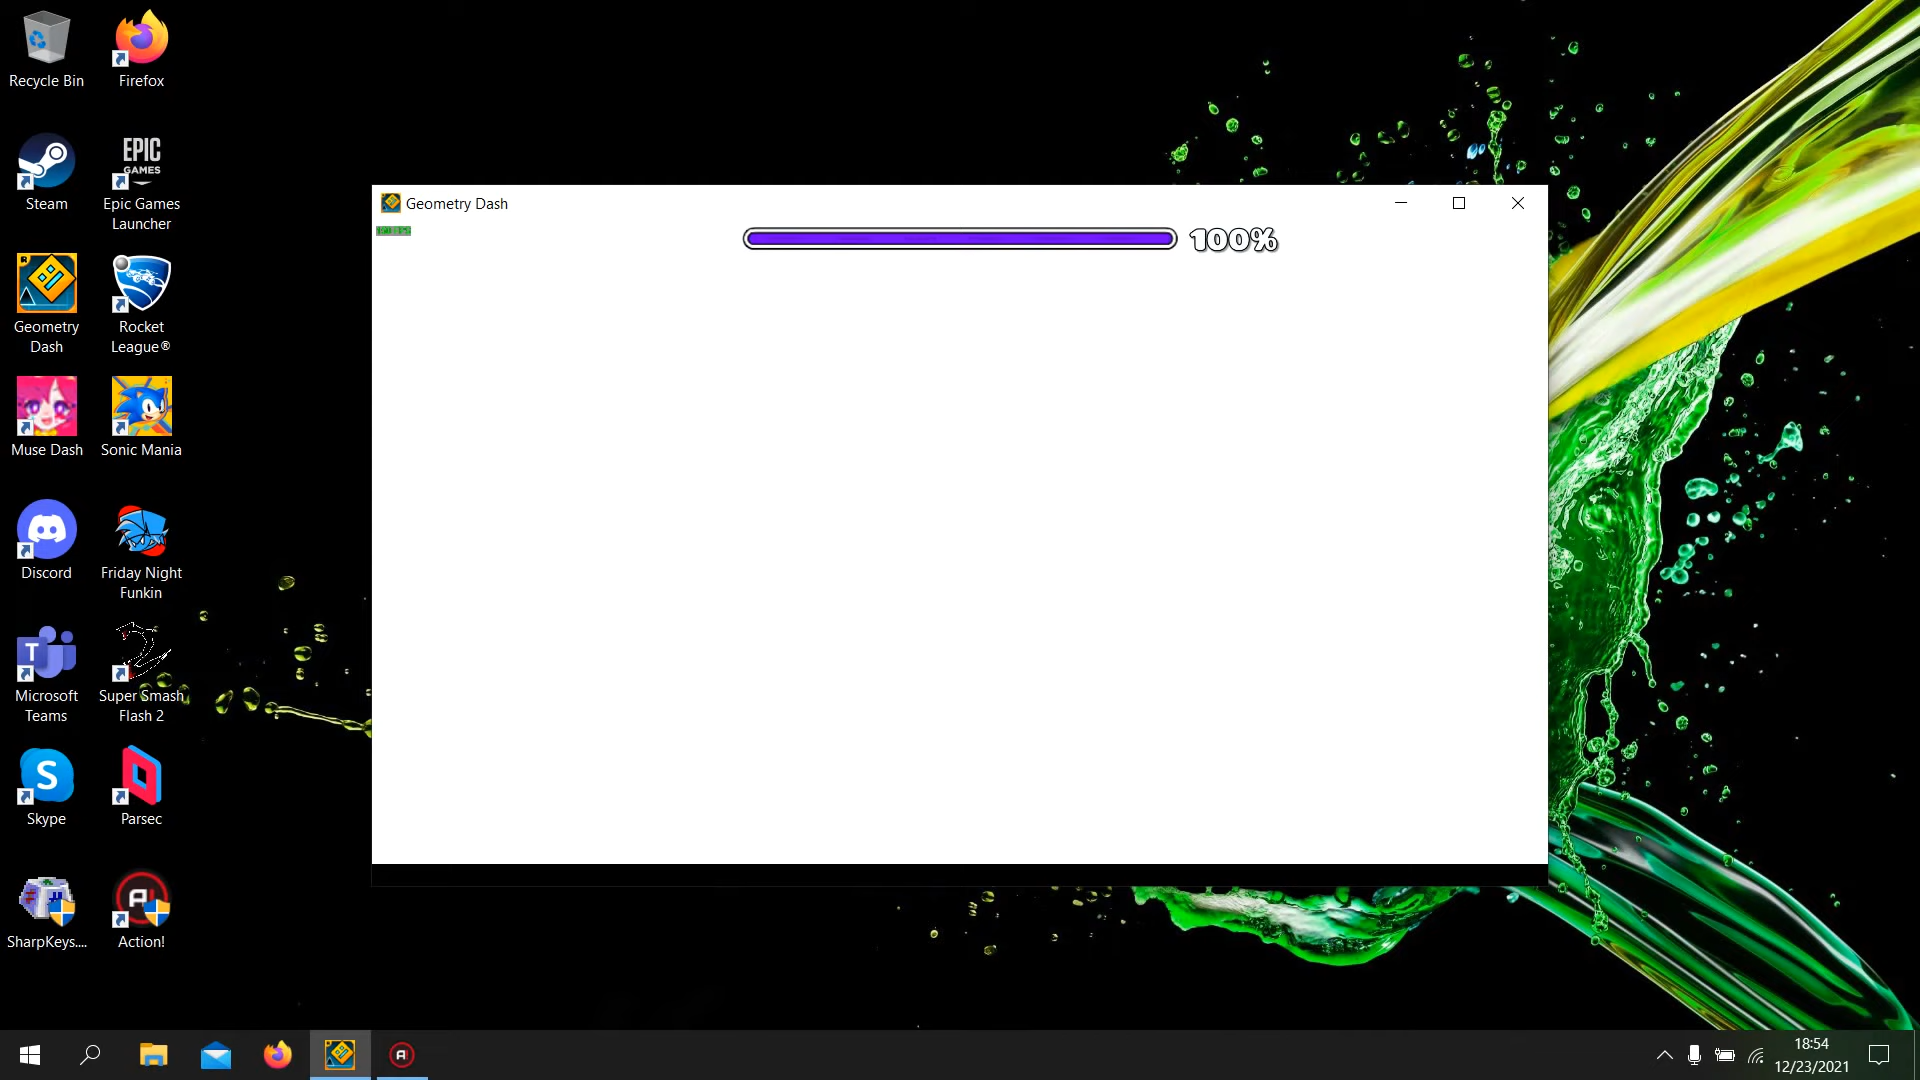 Recycle Bin
Firefox
EPIC
GAMES
Steam
Epic Games
Launcher
Geometry Dash
100%
Geometry
Dash
Rocket
League®
Muse Dash
Sonic Mania
Discord
Friday Night
Funkin
T
Microsoft
Teams
Super Smash
Flash 2
S
Skype
Parsec
A!
SharpKeys....
Action!
A!
18:54
12/23/2021